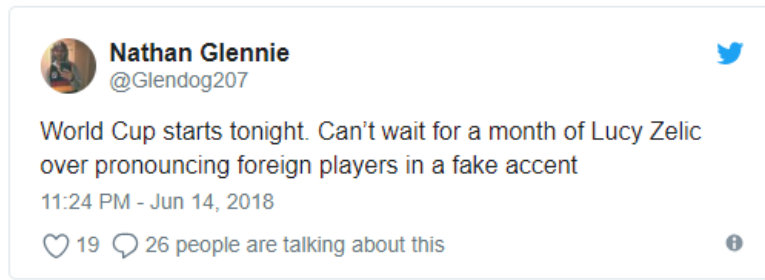 Nathan Glennie
@Glendog207
World Cup starts tonight. Can’t wait for a month of Lucy Zelic
over pronouncing foreign players in a fake accent
11:24 PM - Jun 14, 2018
19 26 people are talking about this